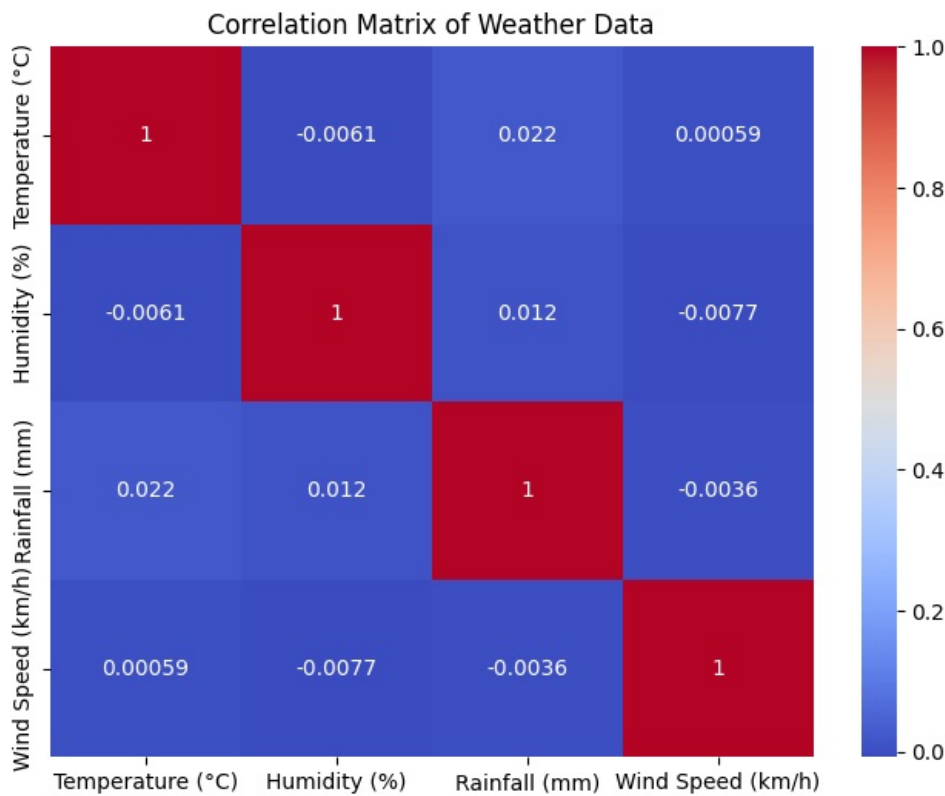 Correlation Matrix of Weather Data
Temperature (°C)
1
-0.0061
0.022
0.00059
Humidity (%)
-0.0061
1
0.012
-0.0077
Rainfall (mm)
0.022
0.012
1
-0.0036
Wind Speed (km/h)
0.00059
-0.0077
-0.0036
1
Temperature (°C)
Humidity (%)
Rainfall (mm)
Wind Speed (km/h)
1.0
0.8
0.6
0.4
0.2
0.0